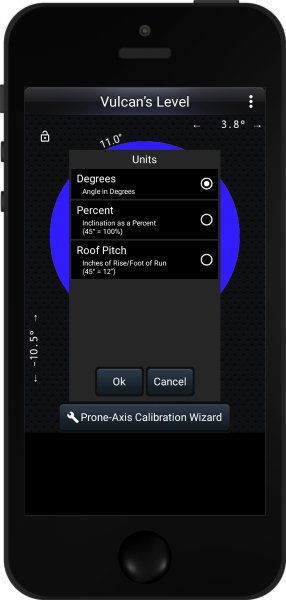 Vulcan's Level
← 3.8° →
11.0°
Units
Degrees
Angle in Degrees
Percent
Inclination as a Percent
(45° = 100%)
Roof Pitch
Inches of Rise/Foot of Run
(45° = 12")
← -10.5° →
Ok Cancel
Prone-Axis Calibration Wizard